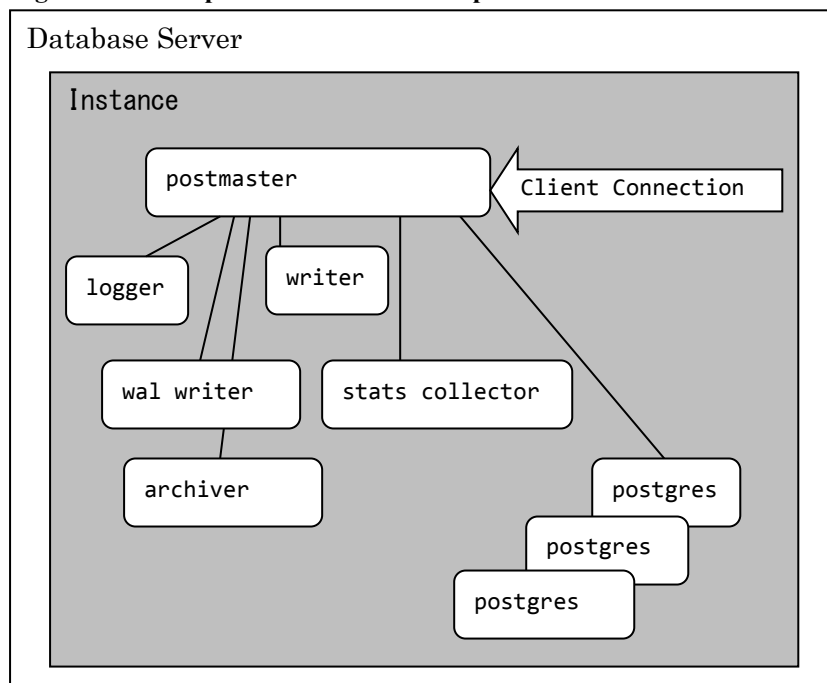 Database Server
Instance
postmaster
Client Connection
logger
writer
wal writer
stats collector
archiver
postgres
postgres
postgres